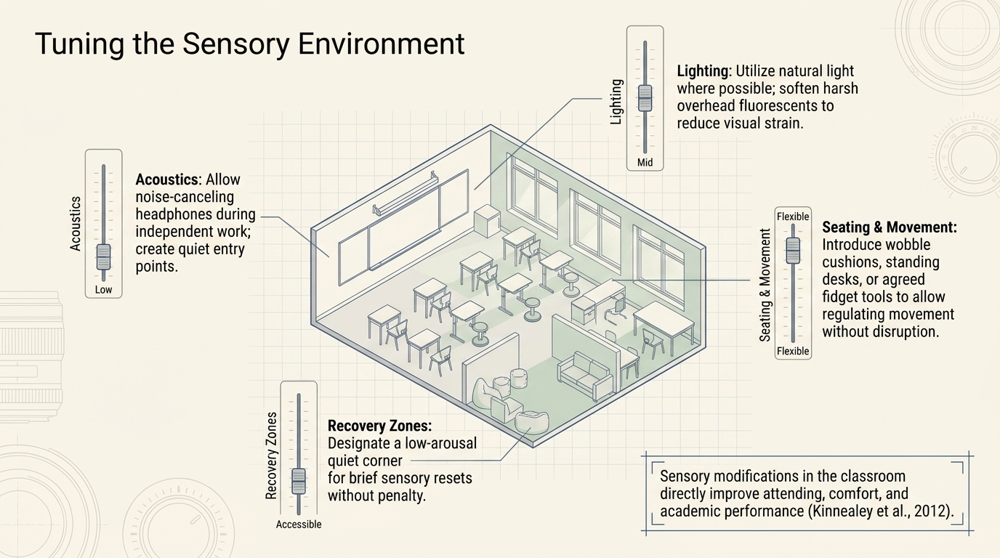 Tuning the Sensory Environment
Lighting
Mid
Lighting: Utilize natural light
where possible; soften harsh
overhead fluorescents to
reduce visual strain.
Acoustics
Low
Acoustics: Allow
noise-canceling
headphones during
independent work;
create quiet entry
points.
Seating & Movement
Flexible
Flexible
Seating & Movement:
Introduce wobble
cushions, standing
desks, or agreed
fidget tools to allow
regulating movement
without disruption.
Recovery Zones
Accessible
Recovery Zones:
Designate a low-arousal
quiet corner
for brief sensory resets
without penalty.
Sensory modifications in the classroom
directly improve attending, comfort, and
academic performance (Kinnealey et al., 2012).